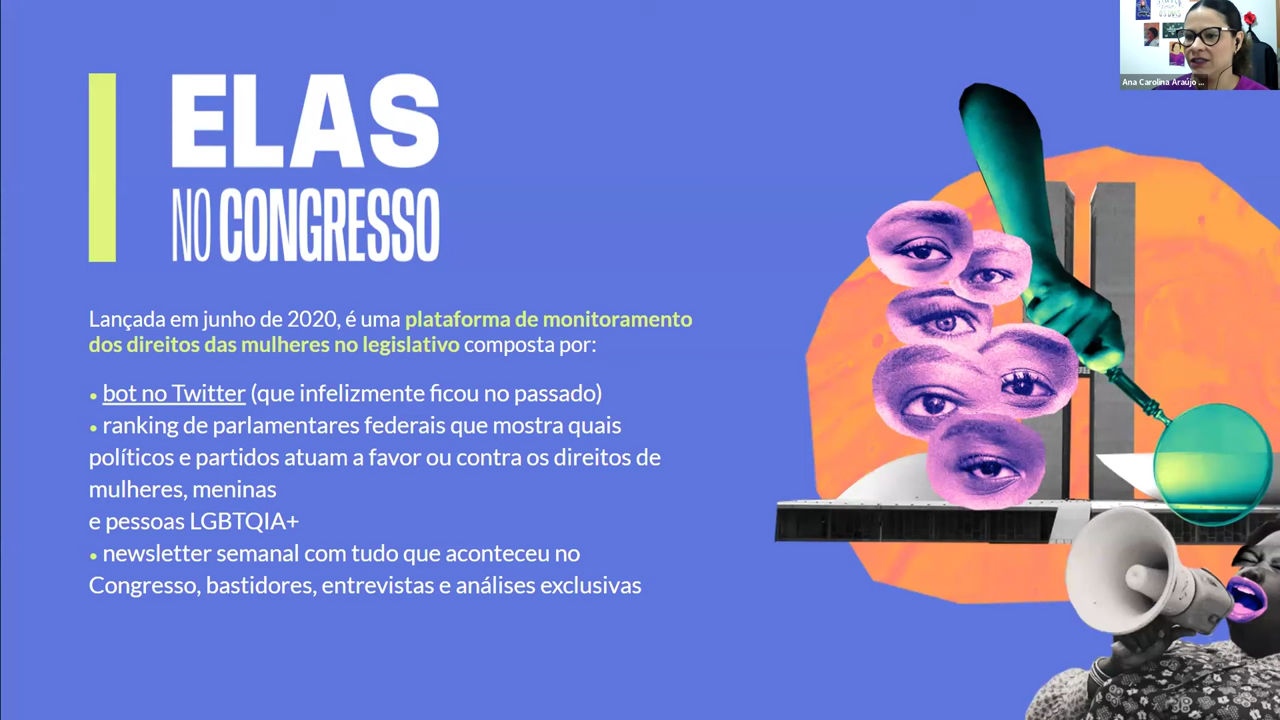 ELAS
NO CONGRESSO
Lançada em junho de 2020, é uma plataforma de monitoramento
dos direitos das mulheres no legislativo composta por:
• bot no Twitter (que infelizmente ficou no passado)
• ranking de parlamentares federais que mostra quais
políticos e partidos atuam a favor ou contra os direitos de
mulheres, meninas
e pessoas LGBTQIA+
• newsletter semanal com tudo que aconteceu no
Congresso, bastidores, entrevistas e análises exclusivas
Ana Carolina Araújo ...